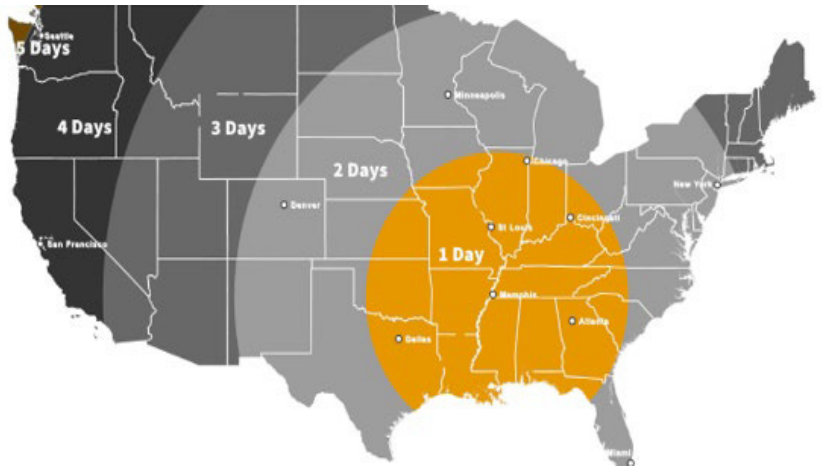 Seattle
5 Days
4 Days
3 Days
Minneapolis
2 Days
Chicago
New York
Denver
Cincinnati
St Louis
San Francisco
1 Day
Memphis
Atlanta
Dallas
Miami